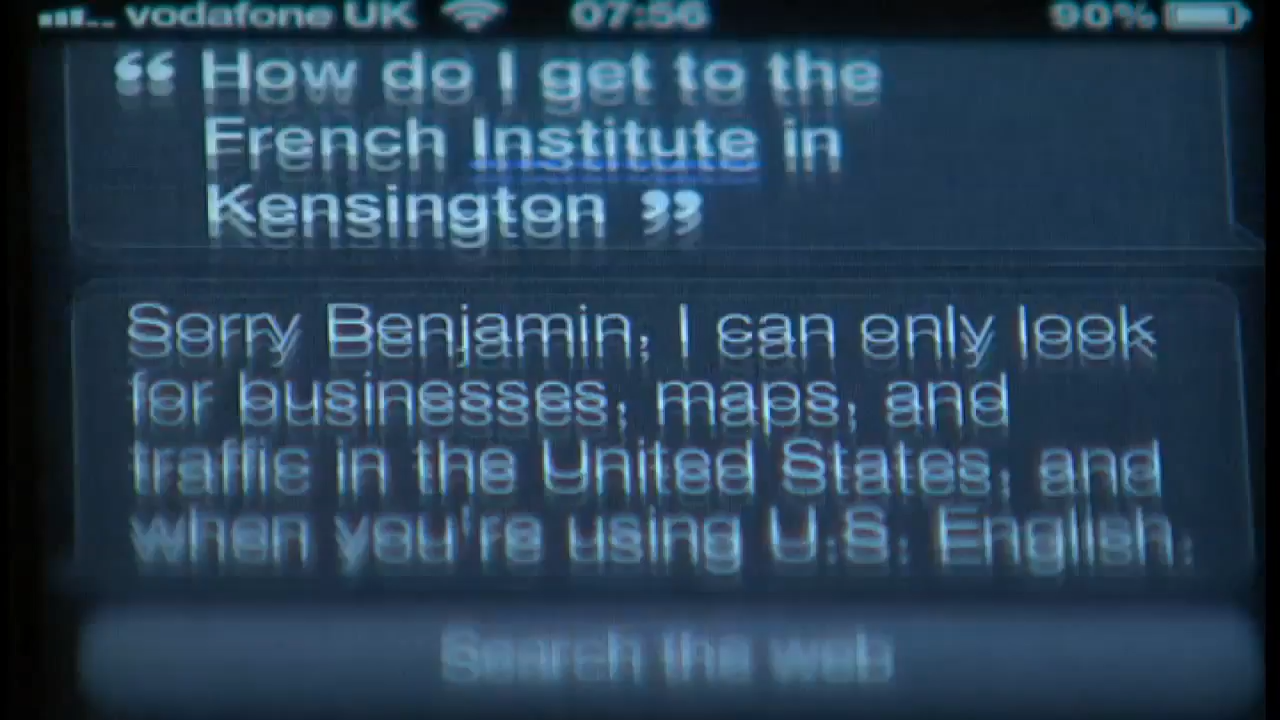 vodafone UK 07:56 90%
“ How do I get to the
French Institute in
Kensington ”
Sorry Benjamin, I can only look
for businesses, maps, and
traffic in the United States, and
when you're using U.S. English.
Search the web